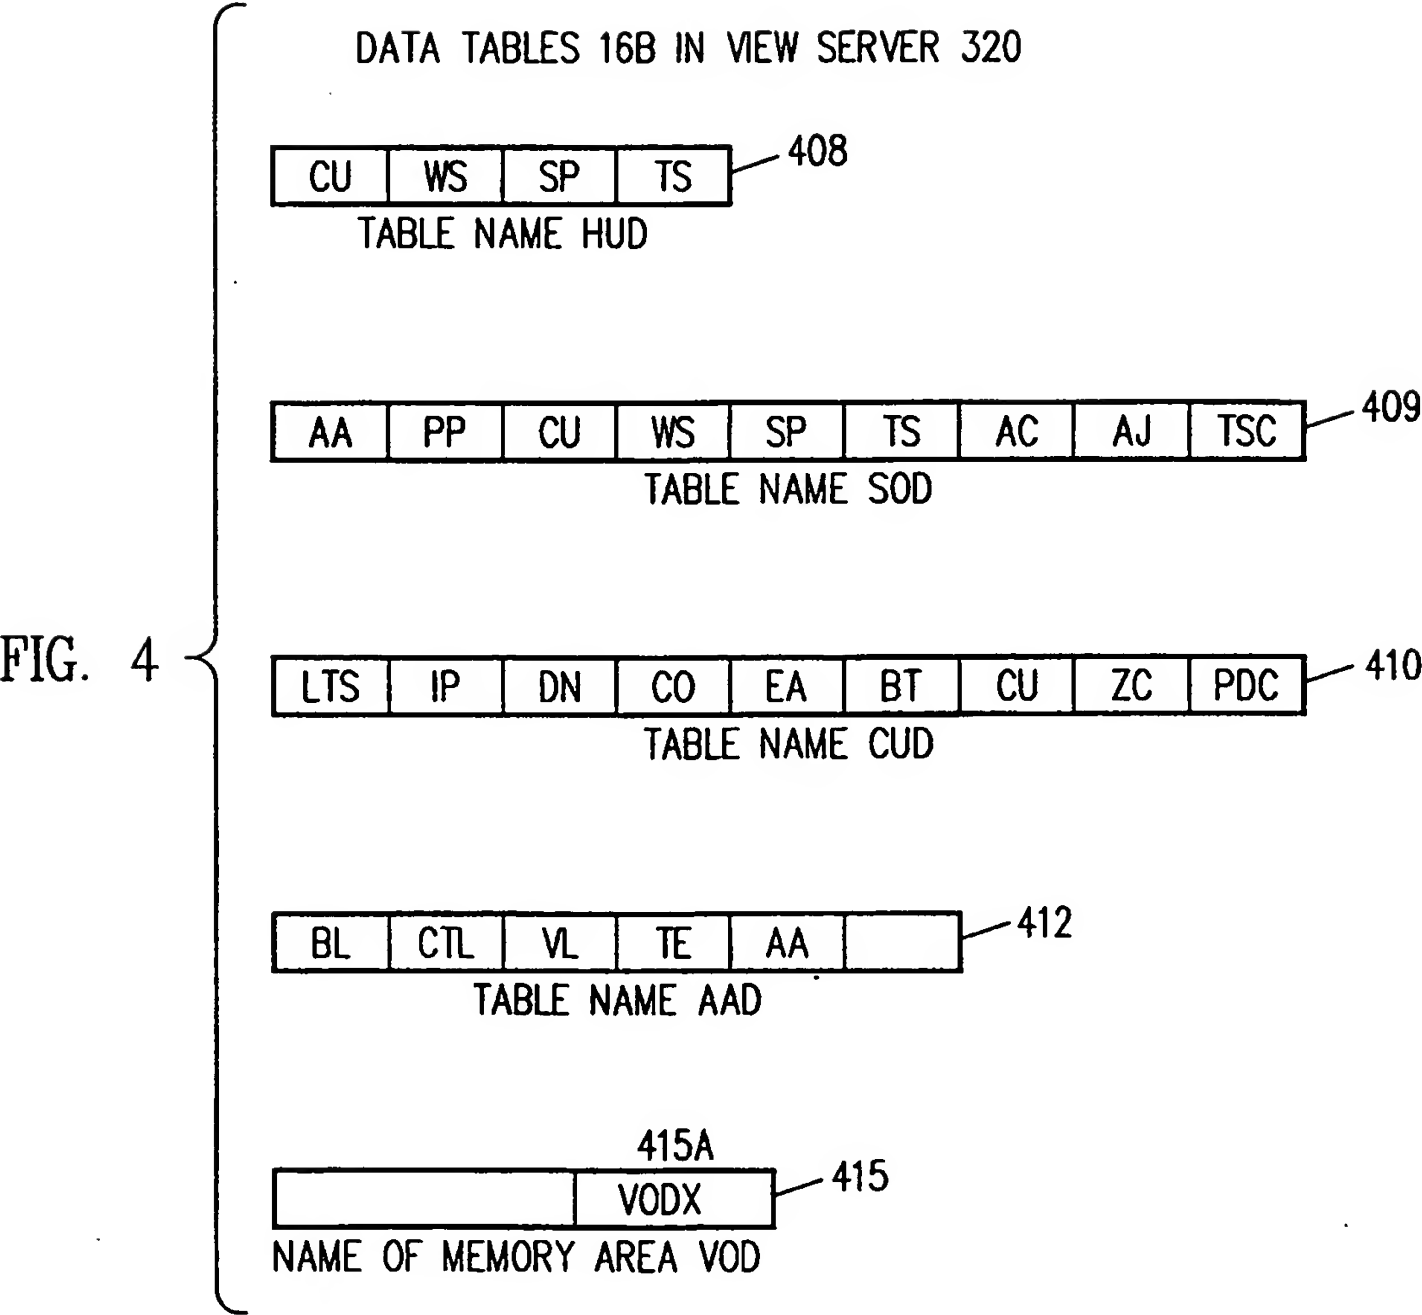 DATA TABLES 16B IN VIEW SERVER 320
CU WS SP TS 408
TABLE NAME HUD
AA PP CU WS SP TS AC AJ TSC 409
TABLE NAME SOD
FIG. 4
LTS IP DN CO EA BT CU ZC PDC 410
TABLE NAME CUD
BL CTL VL TE AA 412
TABLE NAME AAD
415A
VODX 415
NAME OF MEMORY AREA VOD